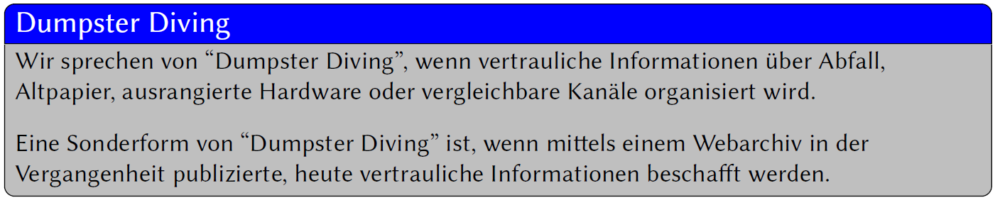 Dumpster Diving
Wir sprechen von “Dumpster Diving”, wenn vertrauliche Informationen über Abfall,
Altpapier, ausrangierte Hardware oder vergleichbare Kanäle organisiert wird.
Eine Sonderform von “Dumpster Diving” ist, wenn mittels einem Webarchiv in der
Vergangenheit publizierte, heute vertrauliche Informationen beschafft werden.